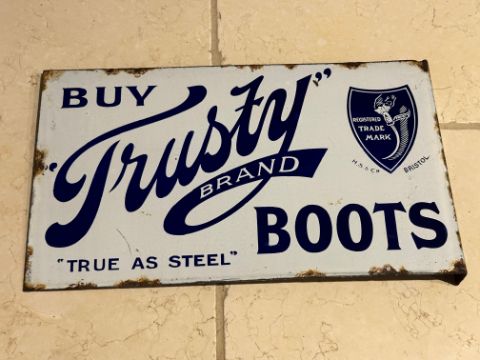 BUY
"Trusty"
BRAND
BOOTS
"TRUE AS STEEL"
REGISTERED
TRADE
MARK
BRISTOL